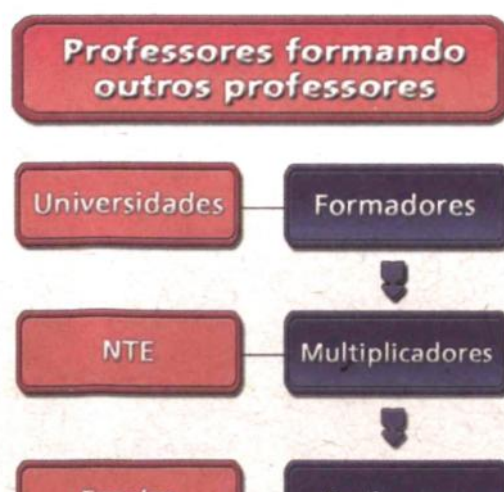 Professores formando
outros professores
Universidades
Formadores
NTE
Multiplicadores